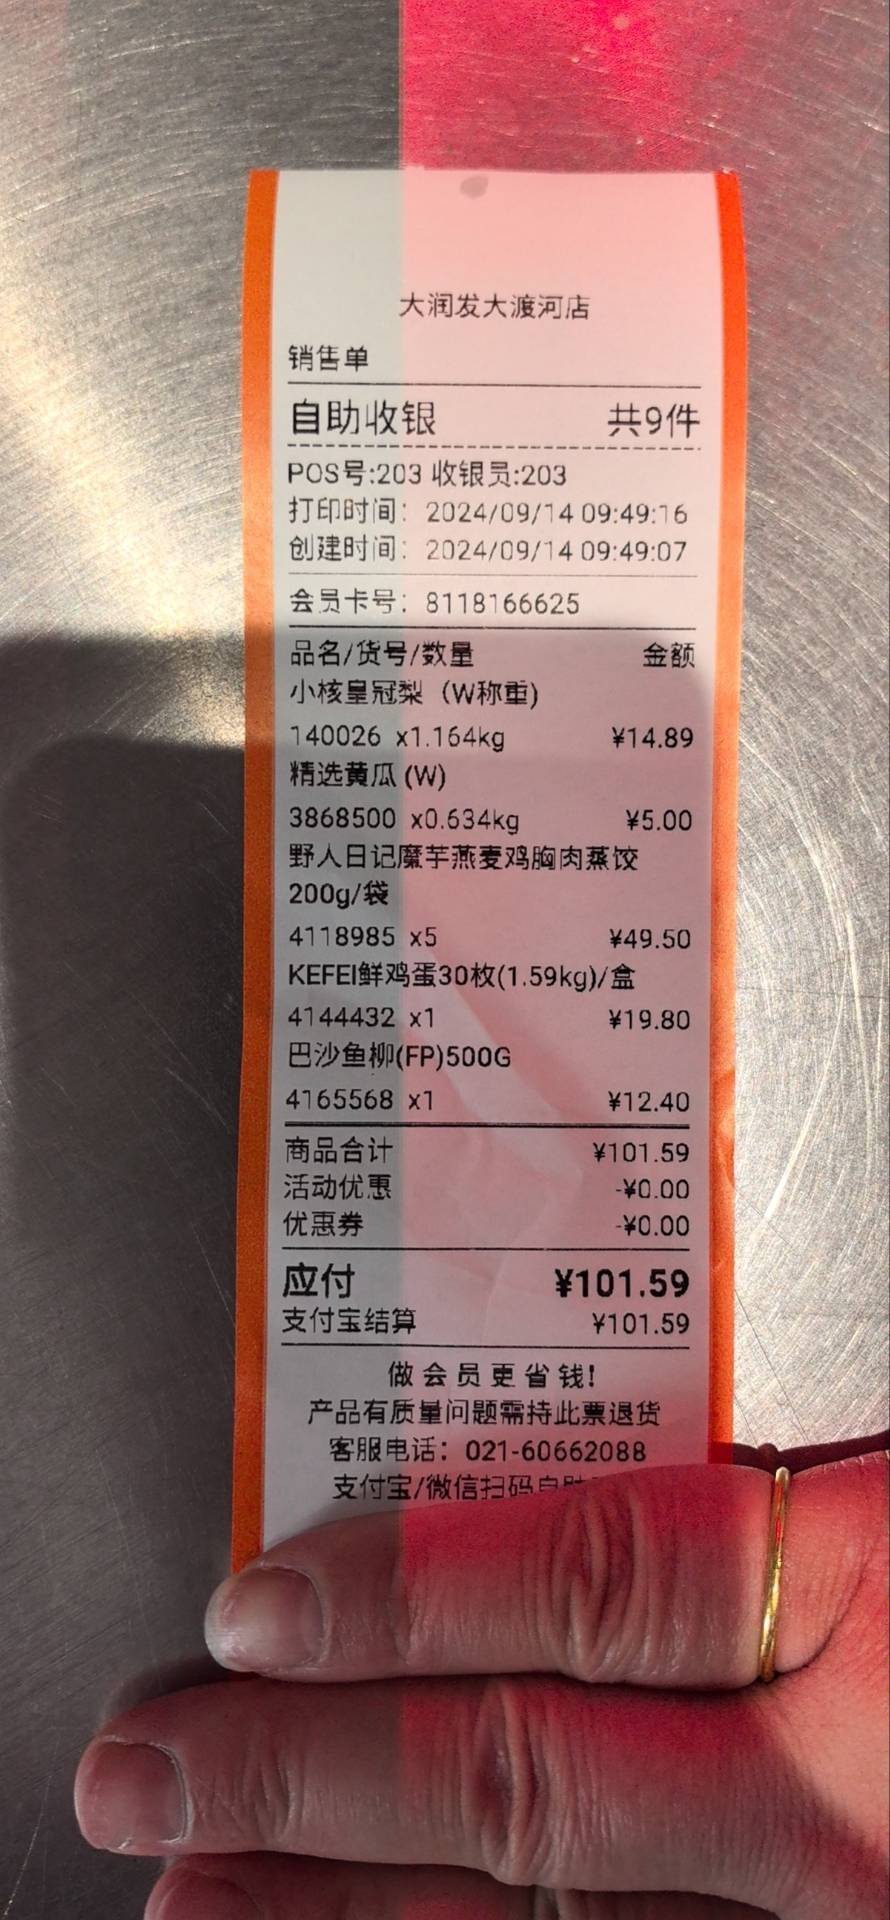 大润发大渡河店
销售单
自助收银 共9件
POS号:203 收银员:203
打印时间：2024/09/14 09:49:16
创建时间：2024/09/14 09:49:07
会员卡号：8118166625
品名/货号/数量 金额
小核皇冠梨（W称重)
140026 x1.164kg ¥14.89
精选黄瓜 (W)
3868500 x0.634kg ¥5.00
野人日记魔芋燕麦鸡胸肉蒸饺
200g/袋
4118985 x5 ¥49.50
KEFEI鲜鸡蛋30枚(1.59kg)/盒
4144432 x1 ¥19.80
巴沙鱼柳(FP)500G
4165568 x1 ¥12.40
商品合计 ¥101.59
活动优惠 -¥0.00
优惠券 -¥0.00
应付 ¥101.59
支付宝结算 ¥101.59
做会员更省钱!
产品有质量问题需持此票退货
客服电话：021-60662088
支付宝/微信扫码自助